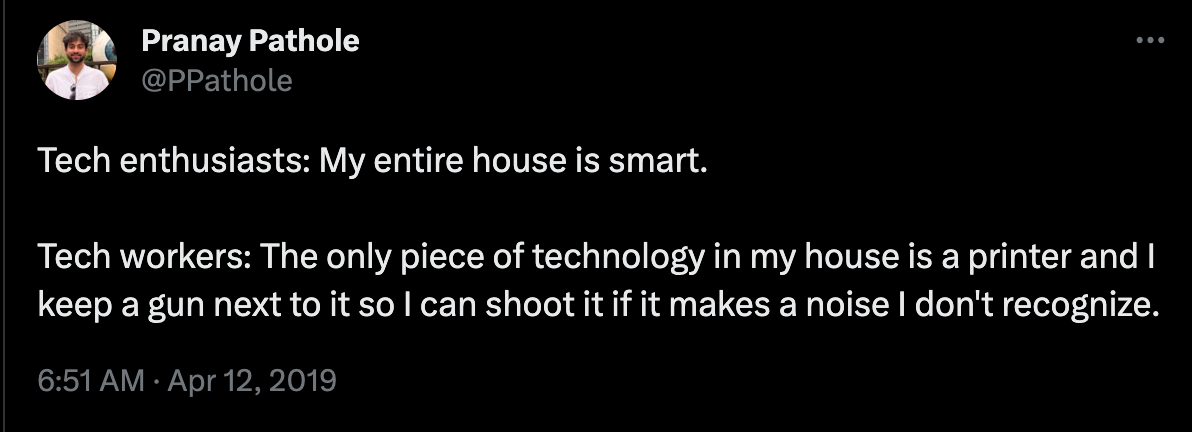 Pranay Pathole
@PPathole
Tech enthusiasts: My entire house is smart.
Tech workers: The only piece of technology in my house is a printer and I
keep a gun next to it so I can shoot it if it makes a noise I don't recognize.
6:51 AM · Apr 12, 2019